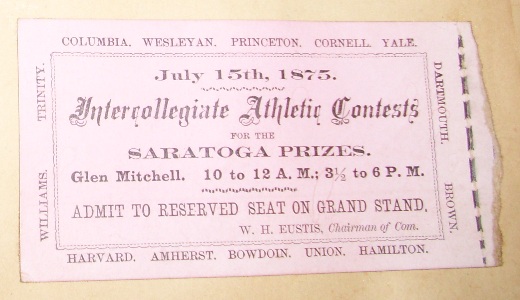 COLUMBIA. WESLEYAN. PRINCETON. CORNELL. YALE.
TRINITY.
WILLIAMS.
July 15th, 1875.
Intercollegiate Athletic Contests
FOR THE
SARATOGA PRIZES.
Glen Mitchell. 10 to 12 A. M.; 3½ to 6 P. M.
ADMIT TO RESERVED SEAT ON GRAND STAND.
W. H. EUSTIS, Chairman of Com.
DARTMOUTH.
BROWN.
HARVARD. AMHERST. BOWDOIN. UNION. HAMILTON.